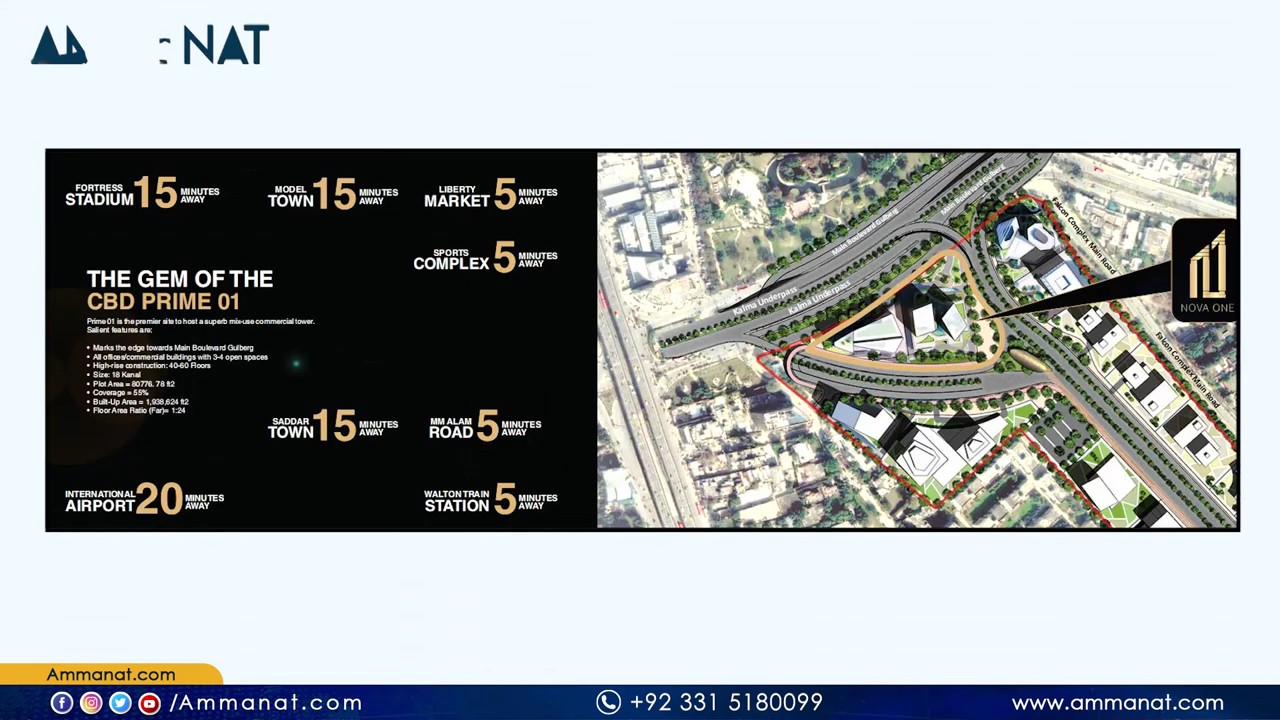 NAT
FORTRESS
STADIUM 15 MINUTES AWAY
MODEL
TOWN 15 MINUTES AWAY
LIBERTY
MARKET 5 MINUTES AWAY
SPORTS
COMPLEX 5 MINUTES AWAY
THE GEM OF THE
CBD PRIME 01
Prime 01 is the premier site to host a superb mix-use commercial tower.
Salient features are:
• Marks the edge towards Main Boulevard Gulberg
• All offices/commercial buildings with 3-4 open spaces
• High-rise construction: 40-60 Floors
• Size: 18 Kanal
• Plot Area = 80776. 78 ft2
• Coverage = 55%
• Built-Up Area = 1,938,624 ft2
• Floor Area Ratio (Far)= 1:24
SADDAR
TOWN 15 MINUTES AWAY
MM ALAM
ROAD 5 MINUTES AWAY
INTERNATIONAL
AIRPORT 20 MINUTES AWAY
WALTON TRAIN
STATION 5 MINUTES AWAY
Main Boulevard Gulberg
Main Boulevard Gulberg
Kalma Underpass
Kalma Underpass
Falcon Complex Main Road
Falcon Complex Main Road
NOVA ONE
Ammanat.com
/Ammanat.com
+92 331 5180099
www.ammanat.com